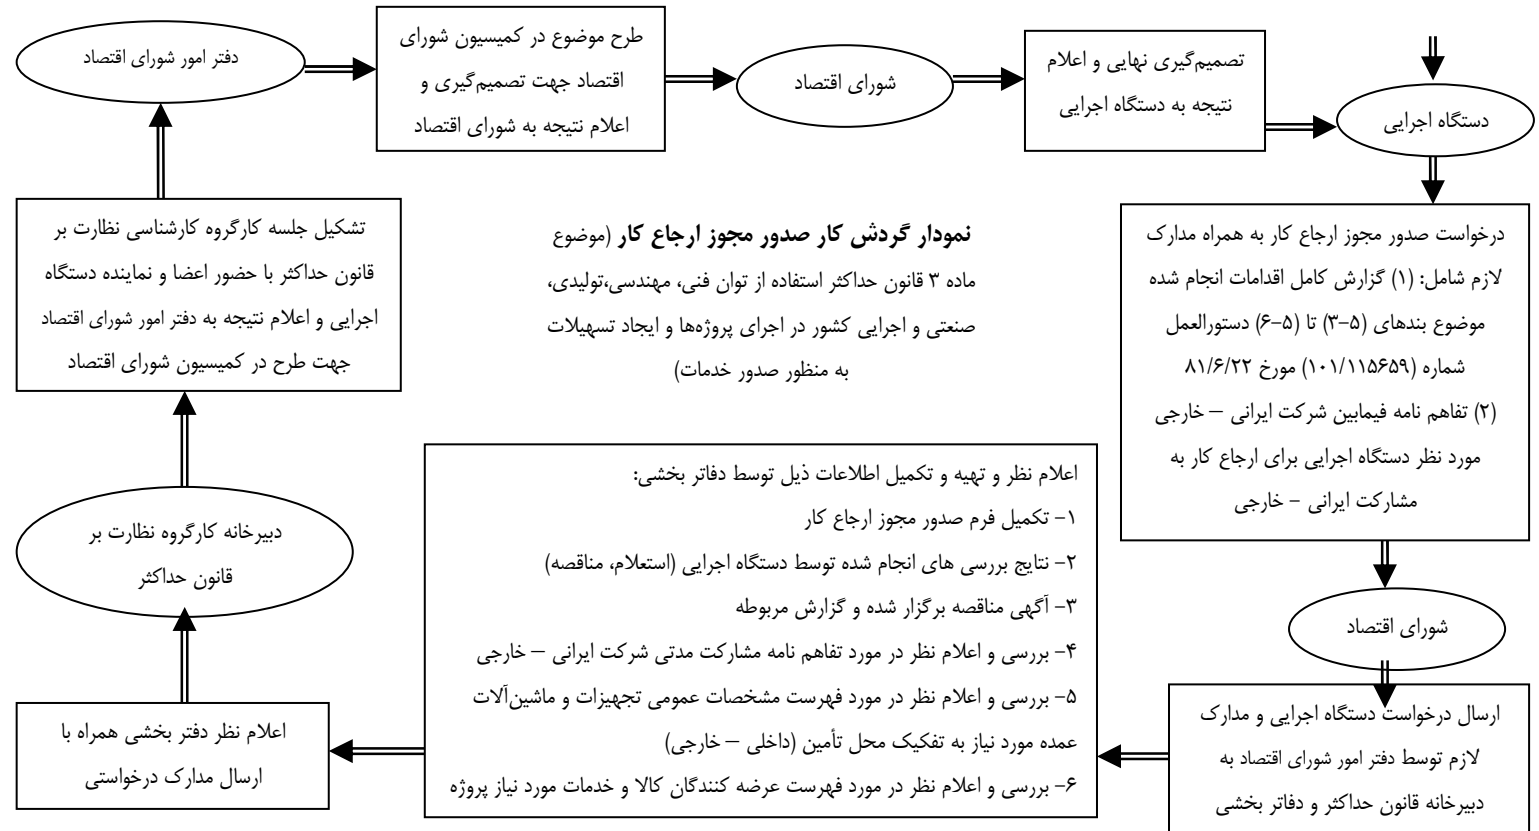 دستگاه اجرایی
درخواست صدور مجوز ارجاع کار به همراه مدارک
لازم شامل: (۱) گزارش کامل اقدامات انجام شده
موضوع بندهای (۵–۳) تا (۵–۶) دستورالعمل
شماره (۱۰۱/۱۱۵۶۵۹) مورخ ۸۱/۶/۲۲
(۲) تفاهم نامه فیمابین شرکت ایرانی – خارجی
مورد نظر دستگاه اجرایی برای ارجاع کار به
مشارکت ایرانی – خارجی
شورای اقتصاد
ارسال درخواست دستگاه اجرایی و مدارک
لازم توسط دفتر امور شورای اقتصاد به
دبیرخانه قانون حداکثر و دفاتر بخشی
اعلام نظر و تهیه و تکمیل اطلاعات ذیل توسط دفاتر بخشی:
۱- تکمیل فرم صدور مجوز ارجاع کار
۲- نتایج بررسی های انجام شده توسط دستگاه اجرایی (استعلام، مناقصه)
۳- آگهی مناقصه برگزار شده و گزارش مربوطه
۴- بررسی و اعلام نظر در مورد تفاهم نامه مشارکت مدتی شرکت ایرانی – خارجی
۵- بررسی و اعلام نظر در مورد فهرست مشخصات عمومی تجهیزات و ماشین‌آلات
عمده مورد نیاز به تفکیک محل تأمین (داخلی – خارجی)
۶- بررسی و اعلام نظر در مورد فهرست عرضه کنندگان کالا و خدمات مورد نیاز پروژه
اعلام نظر دفتر بخشی همراه با
ارسال مدارک درخواستی
دبیرخانه کارگروه نظارت بر
قانون حداکثر
تشکیل جلسه کارگروه کارشناسی نظارت بر
قانون حداکثر با حضور اعضا و نماینده دستگاه
اجرایی و اعلام نتیجه به دفتر امور شورای اقتصاد
جهت طرح در کمیسیون شورای اقتصاد
دفتر امور شورای اقتصاد
طرح موضوع در کمیسیون شورای
اقتصاد جهت تصمیم‌گیری و
اعلام نتیجه به شورای اقتصاد
شورای اقتصاد
تصمیم‌گیری نهایی و اعلام
نتیجه به دستگاه اجرایی
نمودار گردش کار صدور مجوز ارجاع کار (موضوع
ماده ۳ قانون حداکثر استفاده از توان فنی، مهندسی،تولیدی،
صنعتی و اجرایی کشور در اجرای پروژه‌ها و ایجاد تسهیلات
به منظور صدور خدمات)